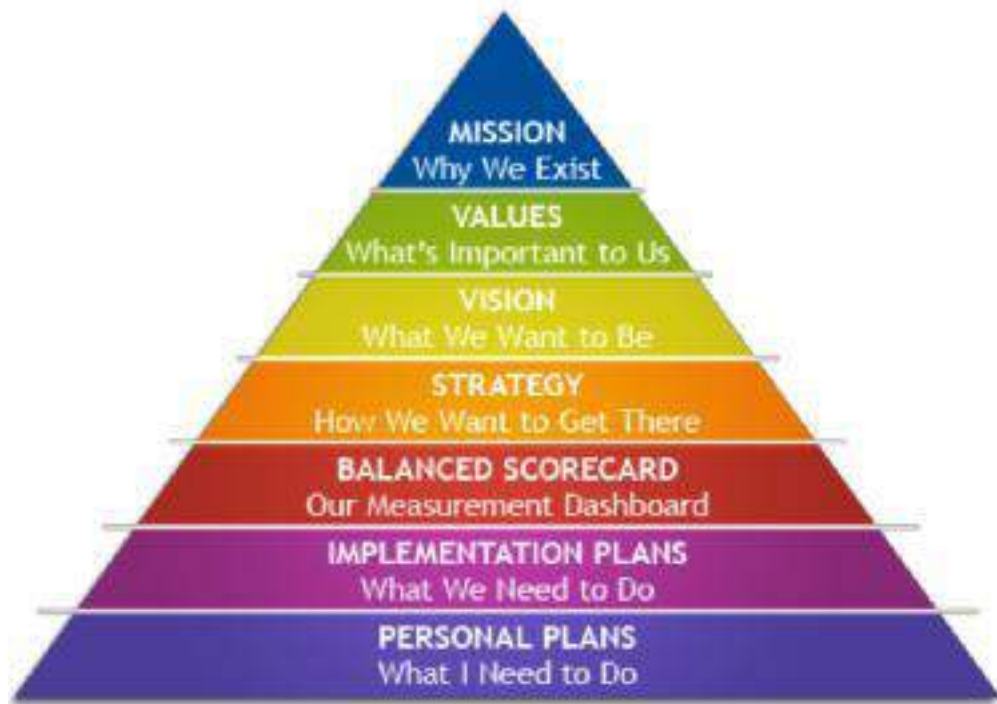 MISSION
Why We Exist
VALUES
What's Important to Us
VISION
What We Want to Be
STRATEGY
How We Want to Get There
BALANCED SCORECARD
Our Measurement Dashboard
IMPLEMENTATION PLANS
What We Need to Do
PERSONAL PLANS
What I Need to Do